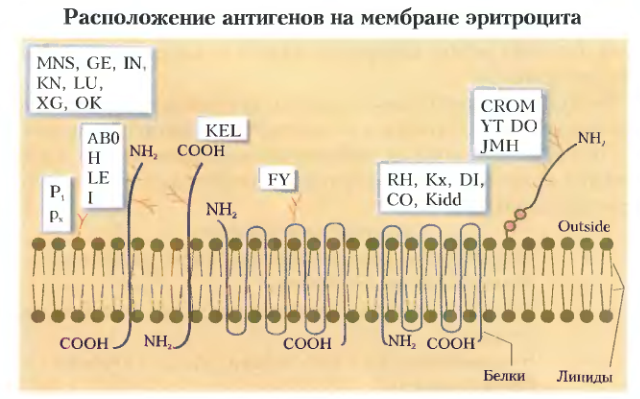 Расположение антигенов на мембране эритроцита
MNS, GE, IN,
KN, LU,
XG, OK
AB0
H
LE
I
P₁
Pₖ
NH₂
COOH
KEL
NH₂
FY
RH, Kx, DI,
CO, Kidd
CROM
YT DO
JMH
NH₂
Outside
COOH
NH₂
COOH
NH₂
COOH
Белки
Липиды